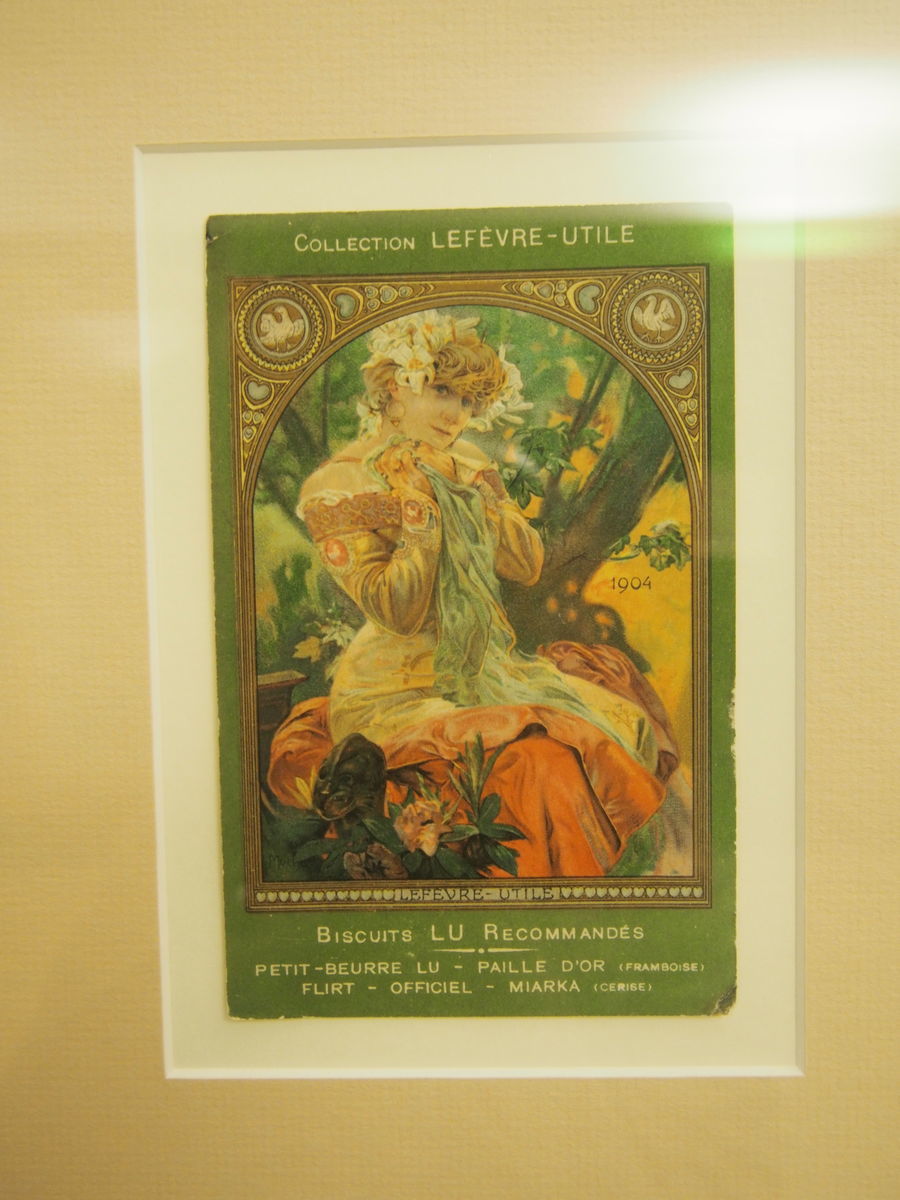 COLLECTION LEFÈVRE-UTILE
1904
LEFÈVRE-UTILE
BISCUITS LU RECOMMANDÉS
PETIT-BEURRE LU - PAILLE D'OR (FRAMBOISE)
FLIRT - OFFICIEL - MIARKA (CERISE)